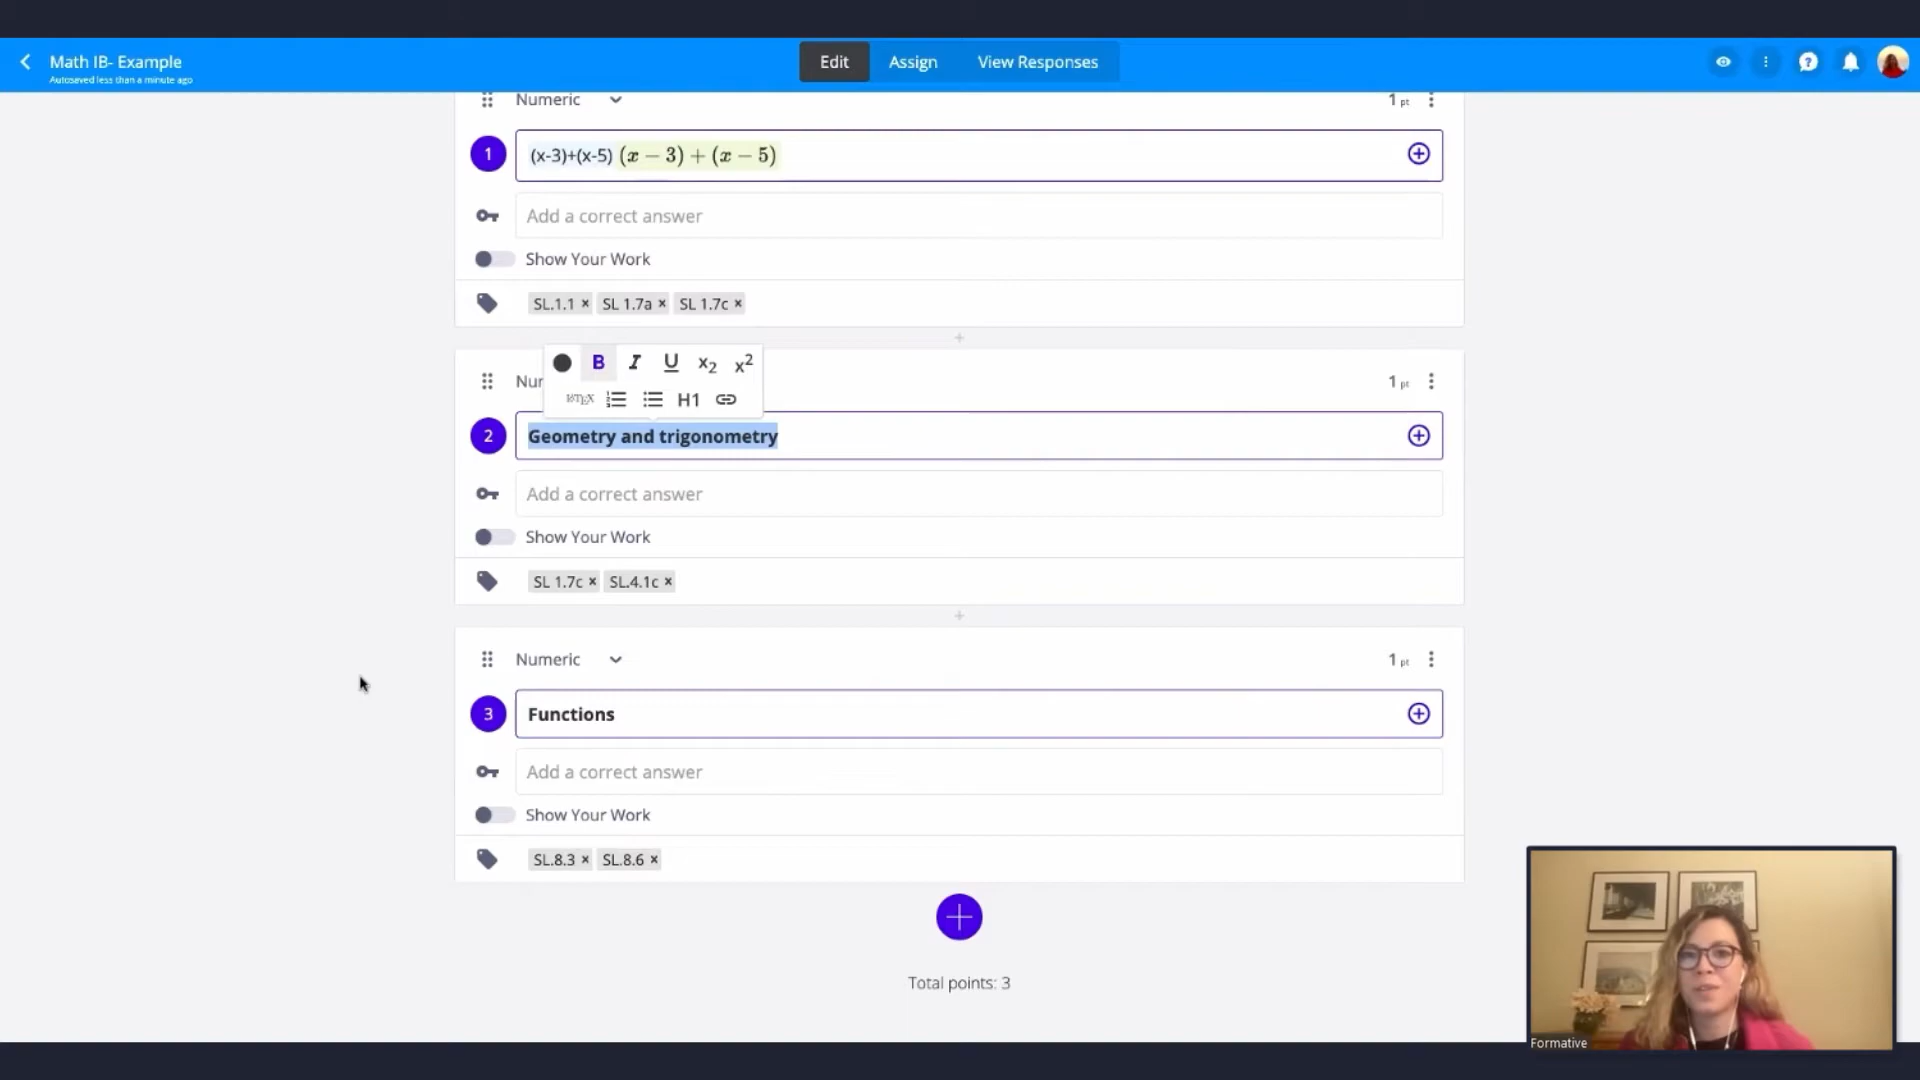 Math IB- Example
Autosaved less than a minute ago
Edit
Assign
View Responses
Numeric
1 pt
1
(x-3)+(x-5) (x − 3) + (x − 5)
Add a correct answer
Show Your Work
SL.1.1 × SL 1.7a × SL 1.7c ×
B I U x₂ x²
LATEX H1
Nur
1 pt
2
Geometry and trigonometry
Add a correct answer
Show Your Work
SL 1.7c × SL.4.1c ×
Numeric
1 pt
3
Functions
Add a correct answer
Show Your Work
SL.8.3 × SL.8.6 ×
Total points: 3
Formative